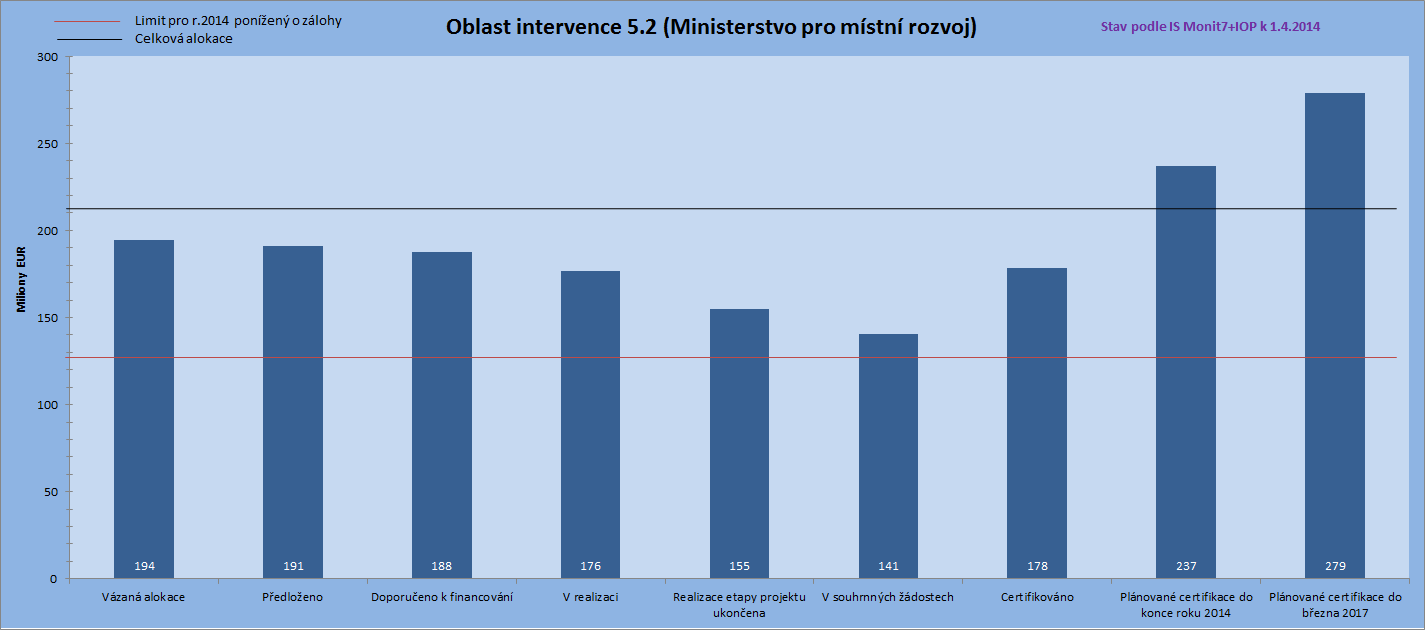 Limit pro r.2014 ponížený o zálohy
Celková alokace
Oblast intervence 5.2 (Ministerstvo pro místní rozvoj)
Stav podle IS Monit7+IOP k 1.4.2014
Miliony EUR
300
250
200
150
100
50
0
194
191
188
176
155
141
178
237
279
Vázaná alokace
Předloženo
Doporučeno k financování
V realizaci
Realizace etapy projektu
ukončena
V souhrnných žádostech
Certifikováno
Plánované certifikace do
konce roku 2014
Plánované certifikace do
března 2017